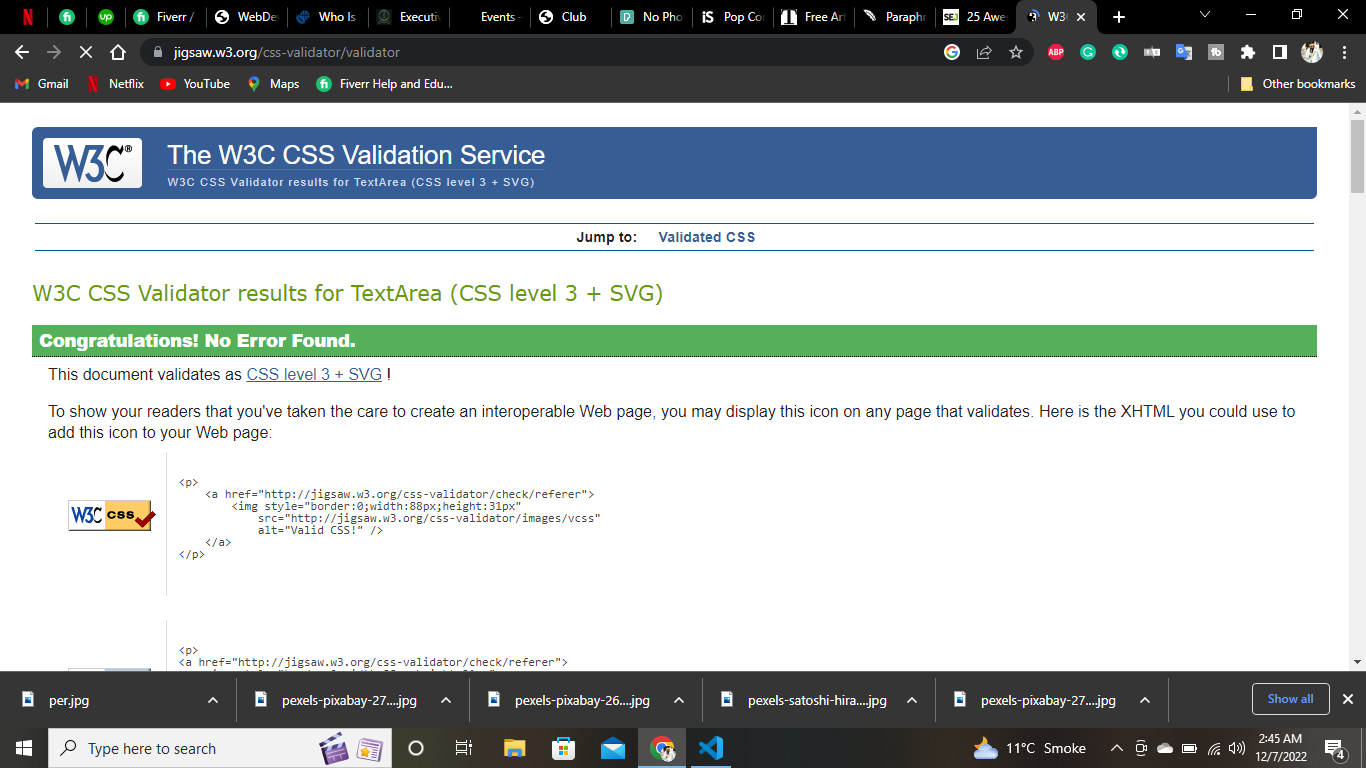 Fiverr /
up
WebDev
Who Is
Executiv
Events -
Club
No Pho
iS Pop Cor
Free Art
Paraphr
SEJ 25 Awes
W3
jigsaw.w3.org/css-validator/validator
ABP
Gmail Netflix YouTube Maps Fiverr Help and Edu... Other bookmarks
W3C®
The W3C CSS Validation Service
W3C CSS Validator results for TextArea (CSS level 3 + SVG)
Jump to: Validated CSS
W3C CSS Validator results for TextArea (CSS level 3 + SVG)
Congratulations! No Error Found.
This document validates as CSS level 3 + SVG !
To show your readers that you've taken the care to create an interoperable Web page, you may display this icon on any page that validates. Here is the XHTML you could use to
add this icon to your Web page:
W3C css
<p>
<a href="http://jigsaw.w3.org/css-validator/check/referer">
<img style="border:0;width:88px;height:31px"
src="http://jigsaw.w3.org/css-validator/images/vcss"
alt="Valid CSS!" />
</a>
</p>
<p>
<a href="http://jigsaw.w3.org/css-validator/check/referer">
per.jpg pexels-pixabay-27....jpg pexels-pixabay-26....jpg pexels-satoshi-hira....jpg pexels-pixabay-27....jpg Show all
Type here to search
11°C Smoke
2:45 AM
12/7/2022
4